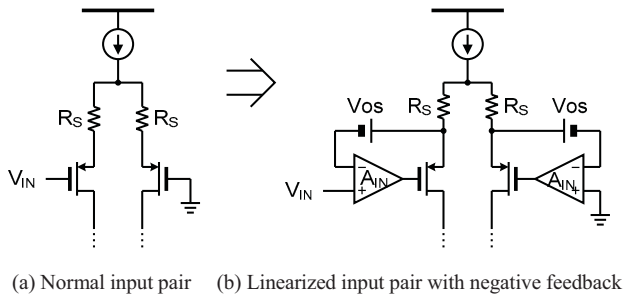 Vos
RS
RS
Vos
RS
RS
VIN
−
AIN
+
−
AIN
+
VIN
(a) Normal input pair
(b) Linearized input pair with negative feedback